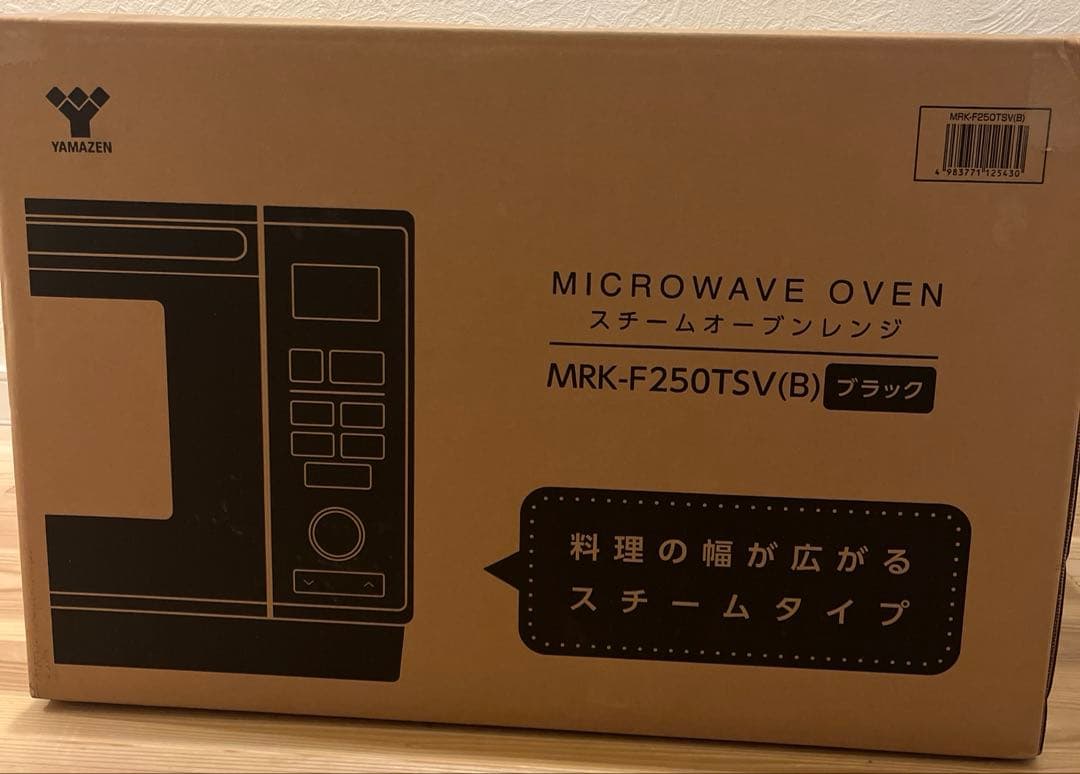 YAMAZEN
MRK-F250TSV(B)
4 983771 125430
MICROWAVE OVEN
スチームオーブンレンジ
MRK-F250TSV(B) ブラック
料理の幅が広がる
スチームタイプ